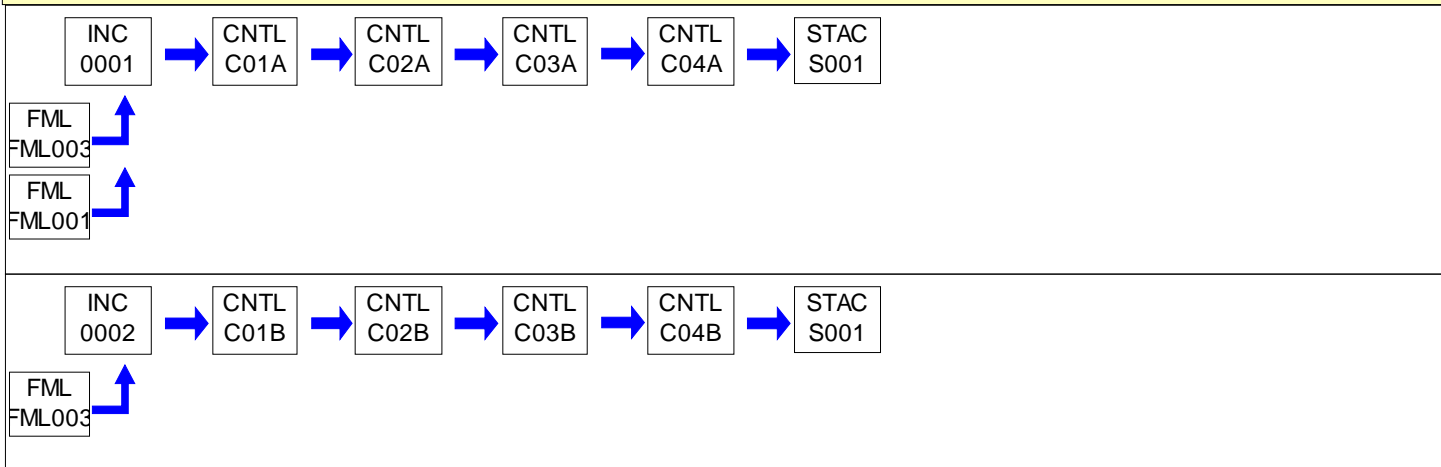 INC
0001
CNTL
C01A
CNTL
C02A
CNTL
C03A
CNTL
C04A
STAC
S001
FML
FML003
FML
FML001
INC
0002
CNTL
C01B
CNTL
C02B
CNTL
C03B
CNTL
C04B
STAC
S001
FML
FML003